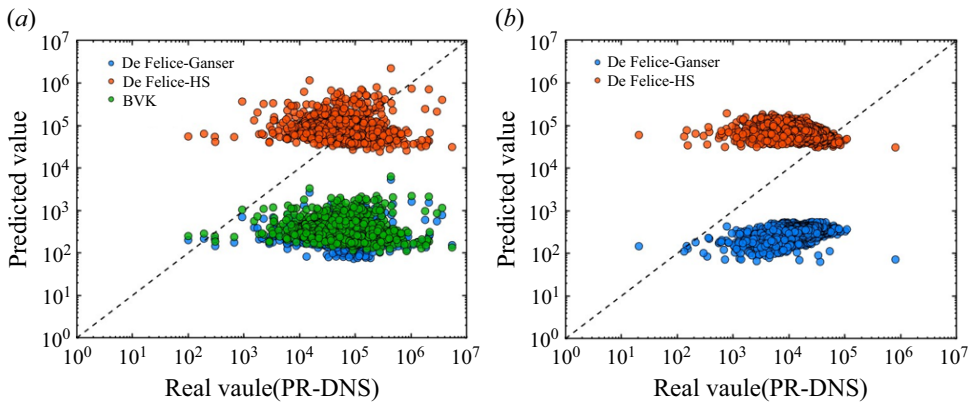 (a)
10^7
10^6
10^5
10^4
10^3
10^2
10^1
10^0
Predicted value
De Felice-Ganser
De Felice-HS
BVK
10^0 10^1 10^2 10^3 10^4 10^5 10^6 10^7
Real vaule(PR-DNS)
(b)
10^7
10^6
10^5
10^4
10^3
10^2
10^1
10^0
Predicted value
De Felice-Ganser
De Felice-HS
10^0 10^1 10^2 10^3 10^4 10^5 10^6 10^7
Real vaule(PR-DNS)